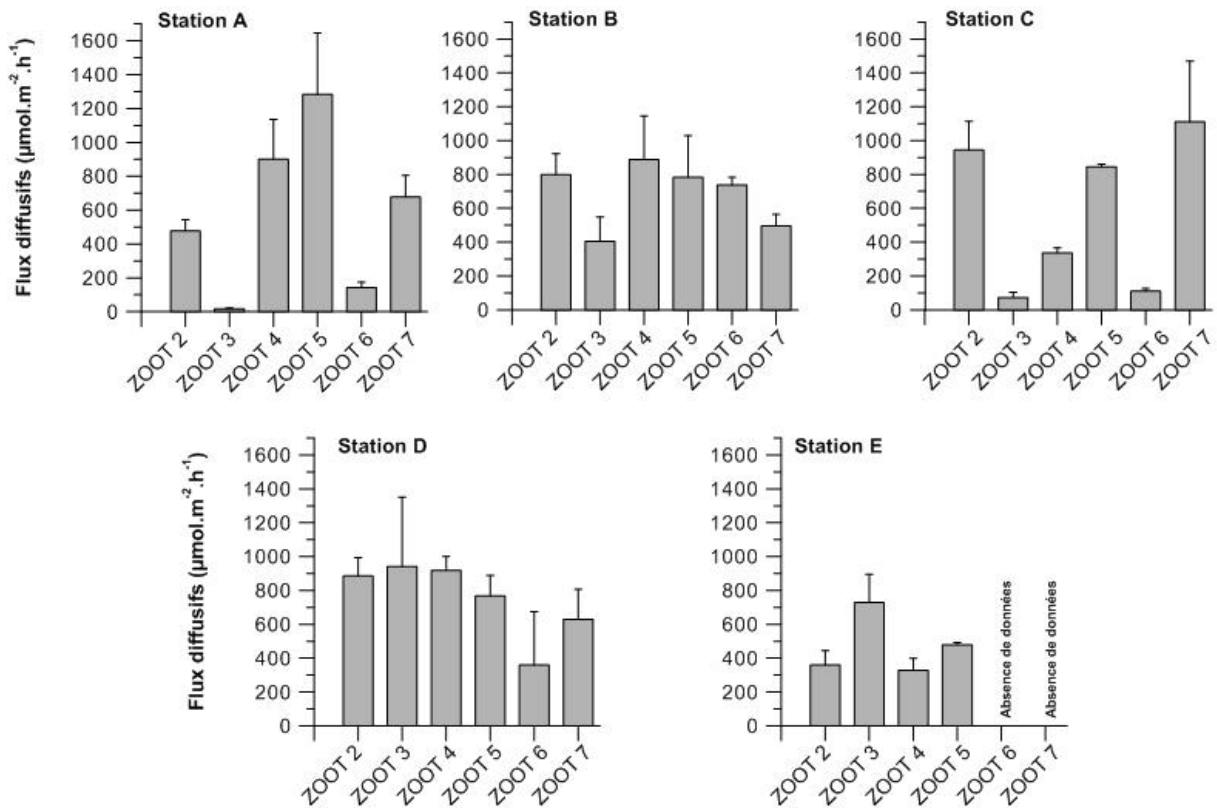 Station A
Station B
Station C
Flux diffusifs (µmol.m⁻².h⁻¹)
1600
1400
1200
1000
800
600
400
200
0
ZOOT 2
ZOOT 3
ZOOT 4
ZOOT 5
ZOOT 6
ZOOT 7
1600
1400
1200
1000
800
600
400
200
0
ZOOT 2
ZOOT 3
ZOOT 4
ZOOT 5
ZOOT 6
ZOOT 7
1600
1400
1200
1000
800
600
400
200
0
ZOOT 2
ZOOT 3
ZOOT 4
ZOOT 5
ZOOT 6
ZOOT 7
Station D
Station E
Flux diffusifs (µmol.m⁻².h⁻¹)
1600
1400
1200
1000
800
600
400
200
0
ZOOT 2
ZOOT 3
ZOOT 4
ZOOT 5
ZOOT 6
ZOOT 7
1600
1400
1200
1000
800
600
400
200
0
Absence de données
Absence de données
ZOOT 2
ZOOT 3
ZOOT 4
ZOOT 5
ZOOT 6
ZOOT 7